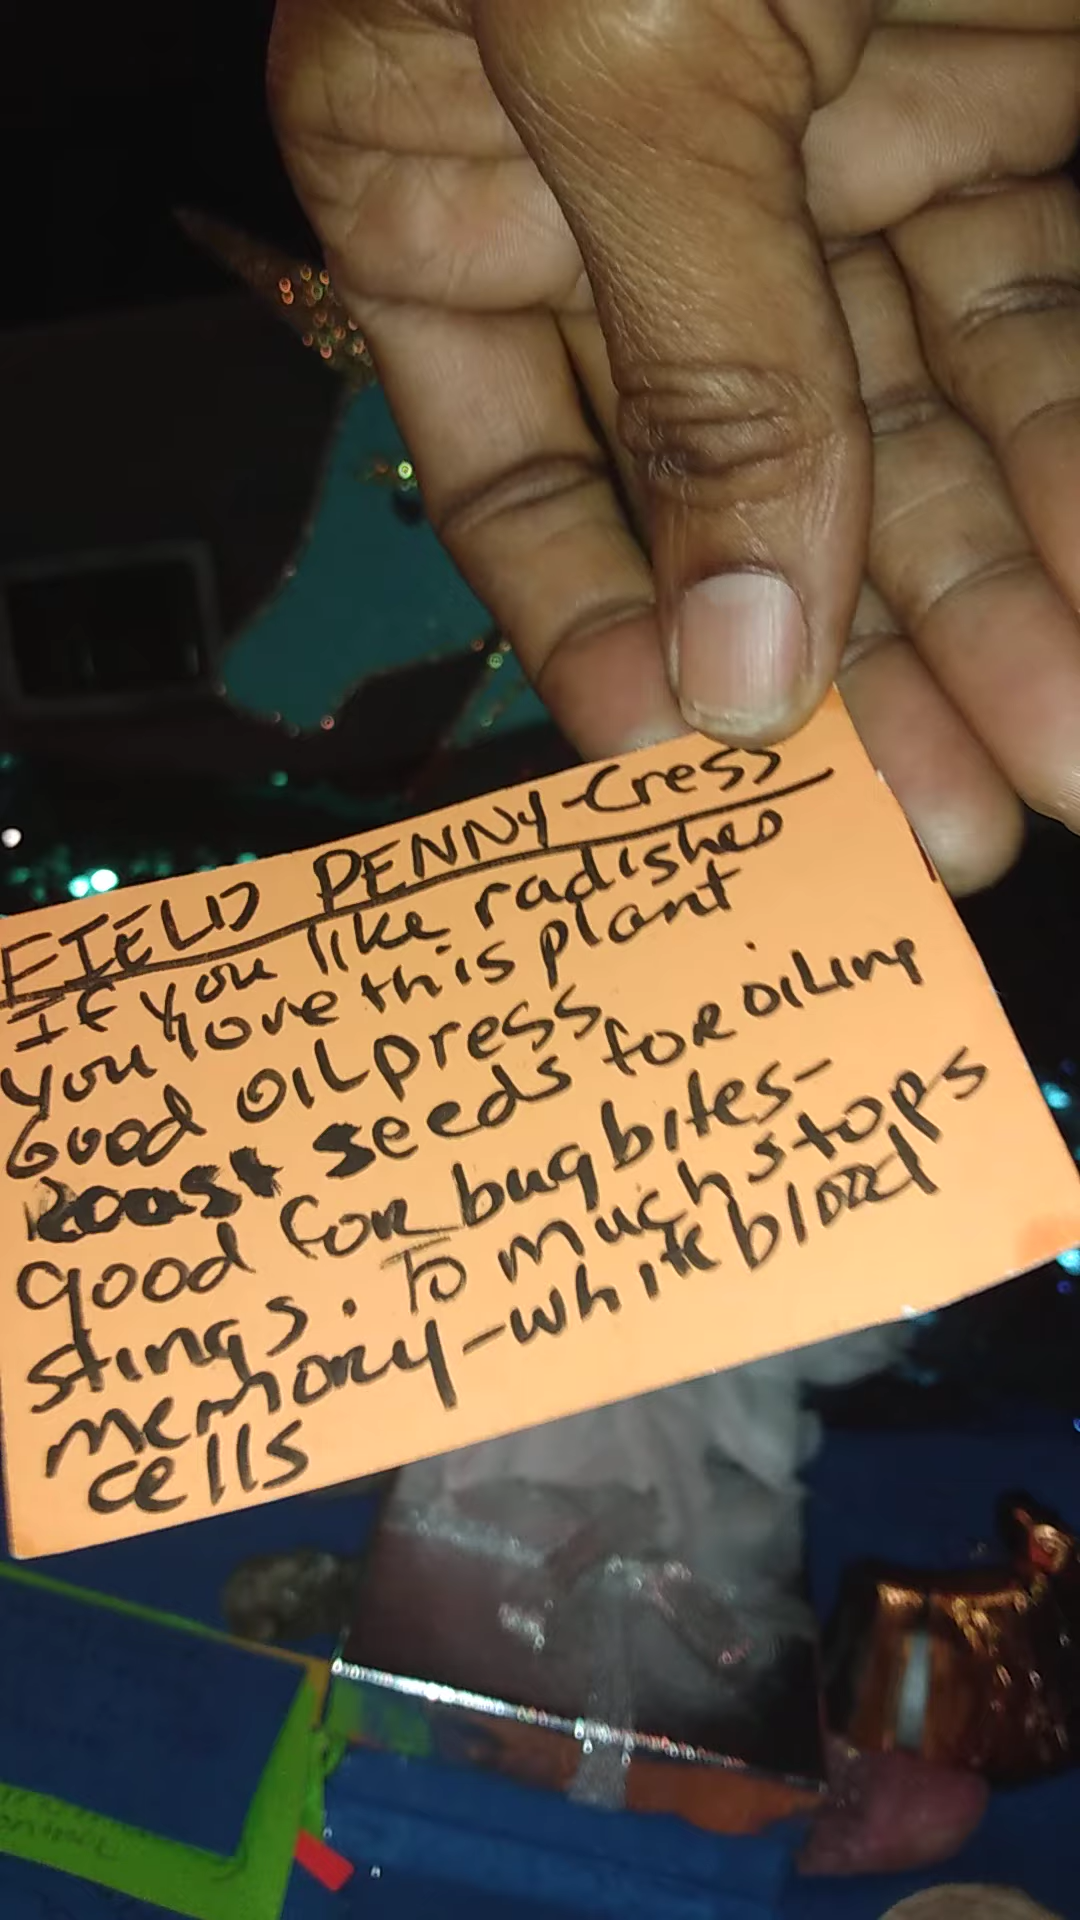 FIELD PENNY-Cress
If you like radishes
you love this plant
Good OIL press
Roast seeds for oiling
good for bug bites-
stings. To much stops
memory-white blood
cells